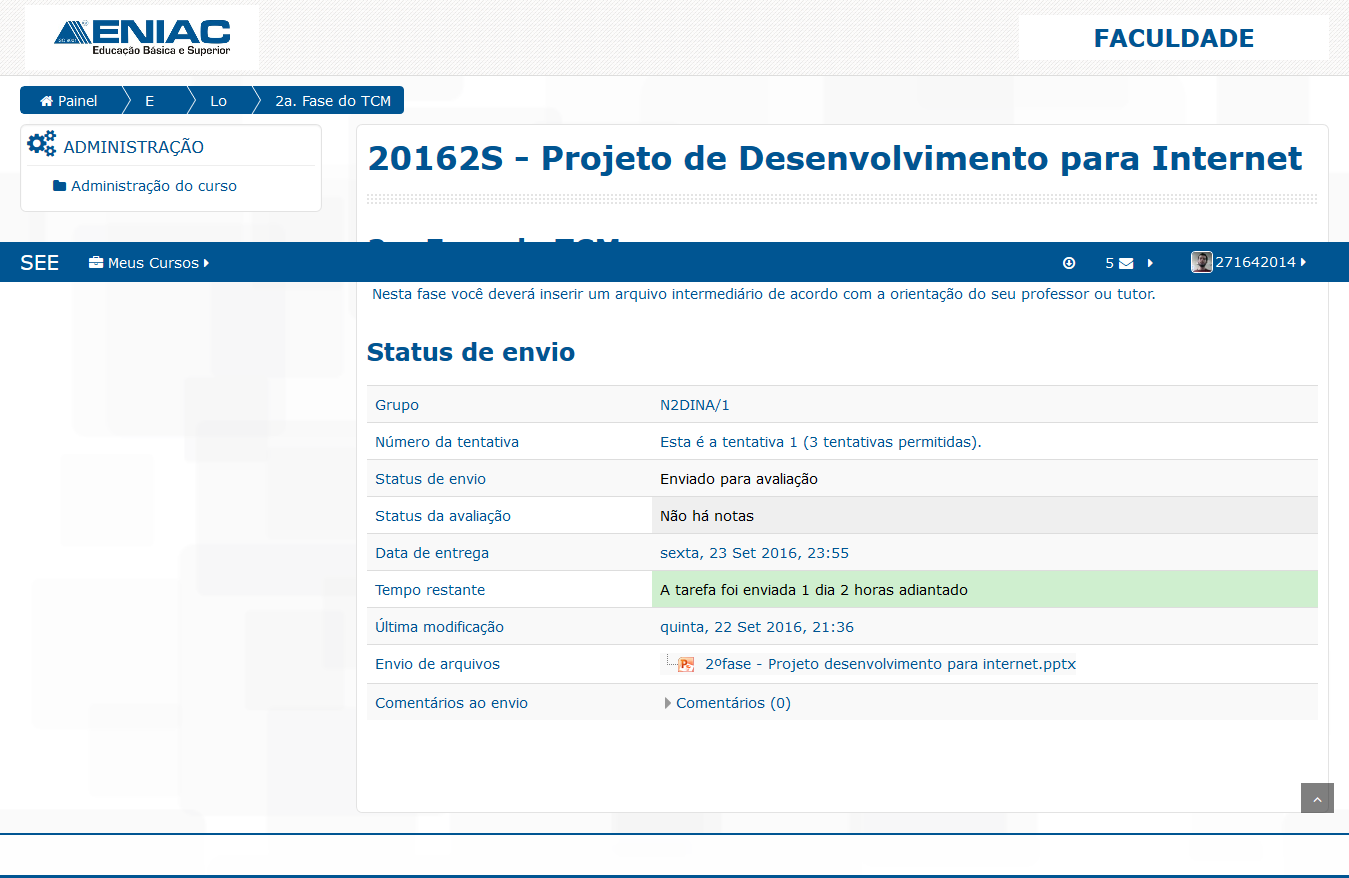 ENIAC
Educação Básica e Superior
FACULDADE
Painel E Lo 2a. Fase do TCM
ADMINISTRAÇÃO
Administração do curso
20162S - Projeto de Desenvolvimento para Internet
2a. Fase do TCM
SEE Meus Cursos 5 271642014
Nesta fase você deverá inserir um arquivo intermediário de acordo com a orientação do seu professor ou tutor.
Status de envio
Grupo N2DINA/1
Número da tentativa Esta é a tentativa 1 (3 tentativas permitidas).
Status de envio Enviado para avaliação
Status da avaliação Não há notas
Data de entrega sexta, 23 Set 2016, 23:55
Tempo restante A tarefa foi enviada 1 dia 2 horas adiantado
Última modificação quinta, 22 Set 2016, 21:36
Envio de arquivos 2ºfase - Projeto desenvolvimento para internet.pptx
Comentários ao envio Comentários (0)